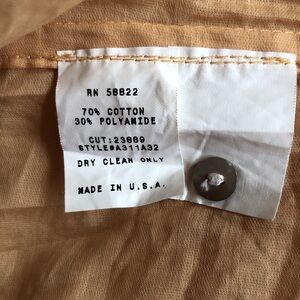 RN 58822
70% COTTON
30% POLYAMIDE
CUT:23889
STYLE#A311A32
DRY CLEAN ONLY
MADE IN U.S.A.